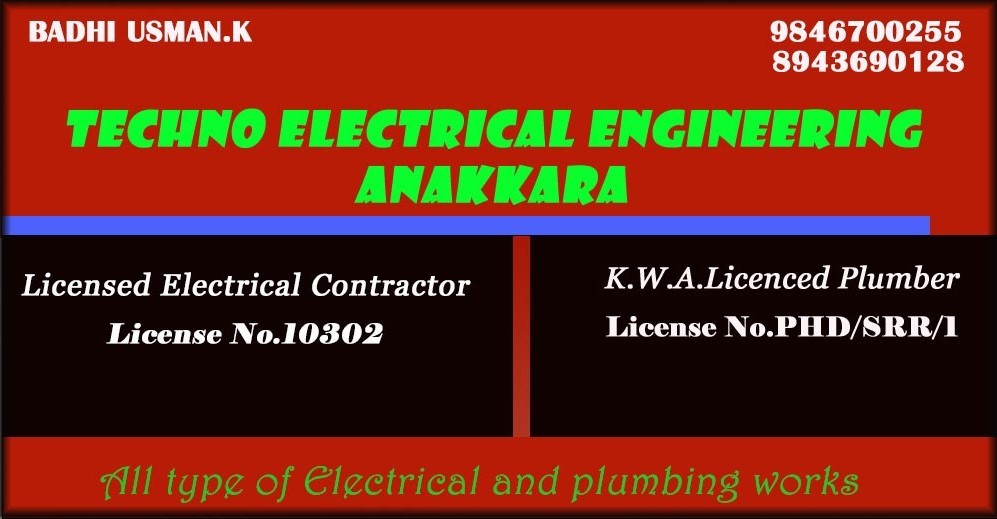 BADHI USMAN.K
9846700255
8943690128
TECHNO ELECTRICAL ENGINEERING
ANAKKARA
Licensed Electrical Contractor
License No.10302
K.W.A.Licenced Plumber
License No.PHD/SRR/1
All type of Electrical and plumbing works